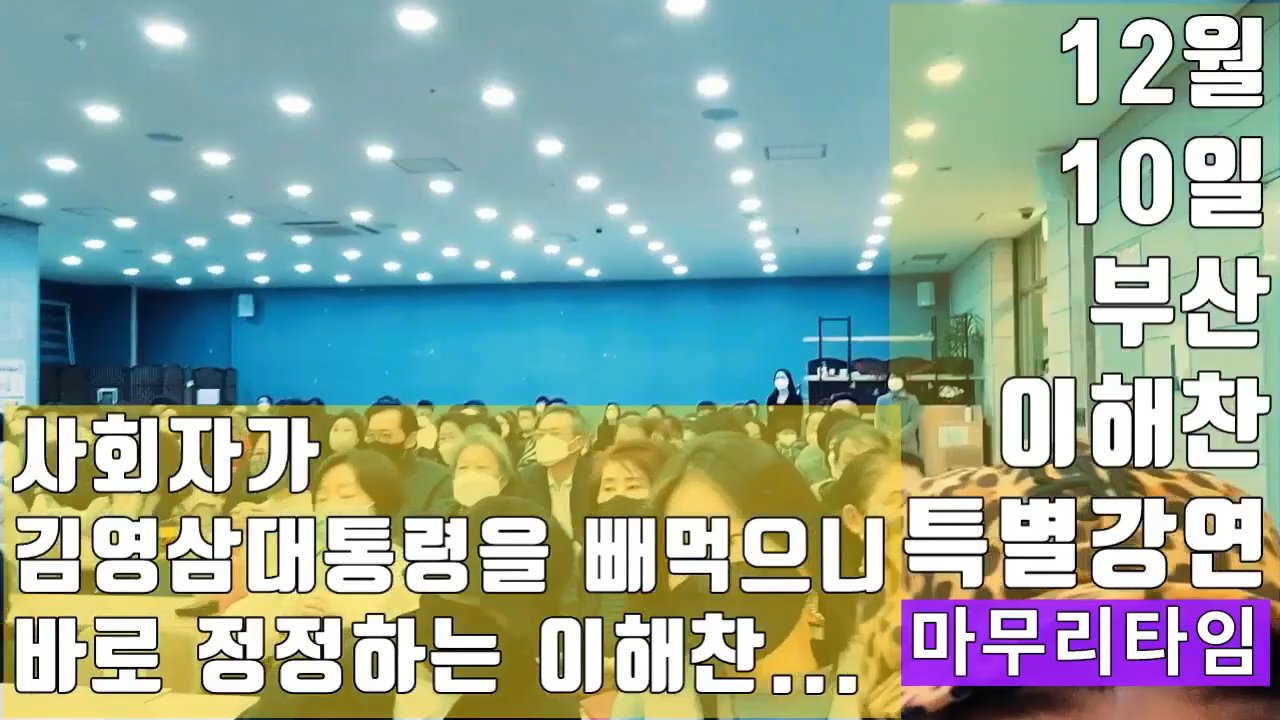 12월
10일
부산
이해찬
특별강연
마무리타임
사회자가
김영삼대통령을 빼먹으니
바로 정정하는 이해찬...